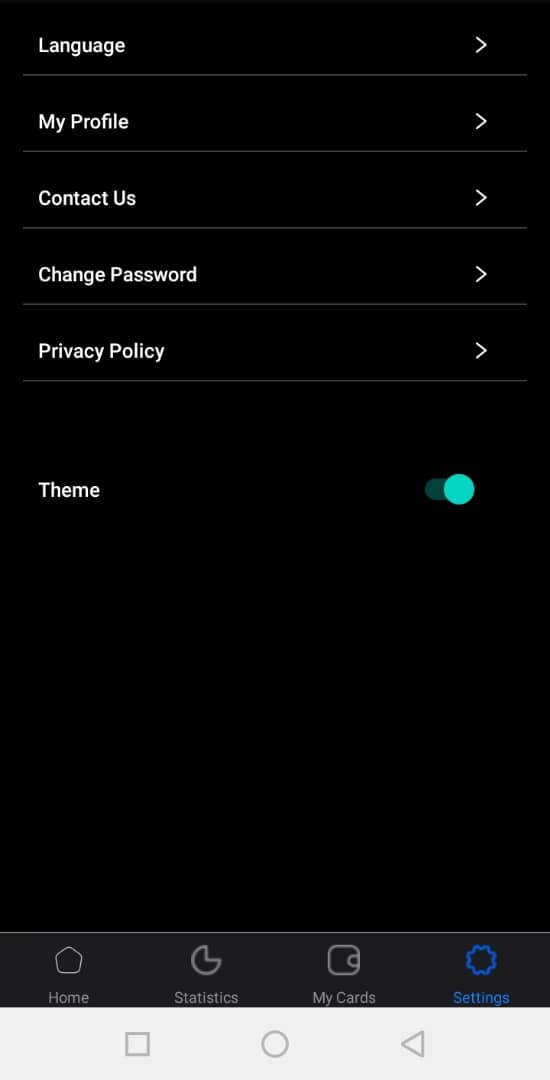 Language
My Profile
Contact Us
Change Password
Privacy Policy
Theme
Home
Statistics
My Cards
Settings